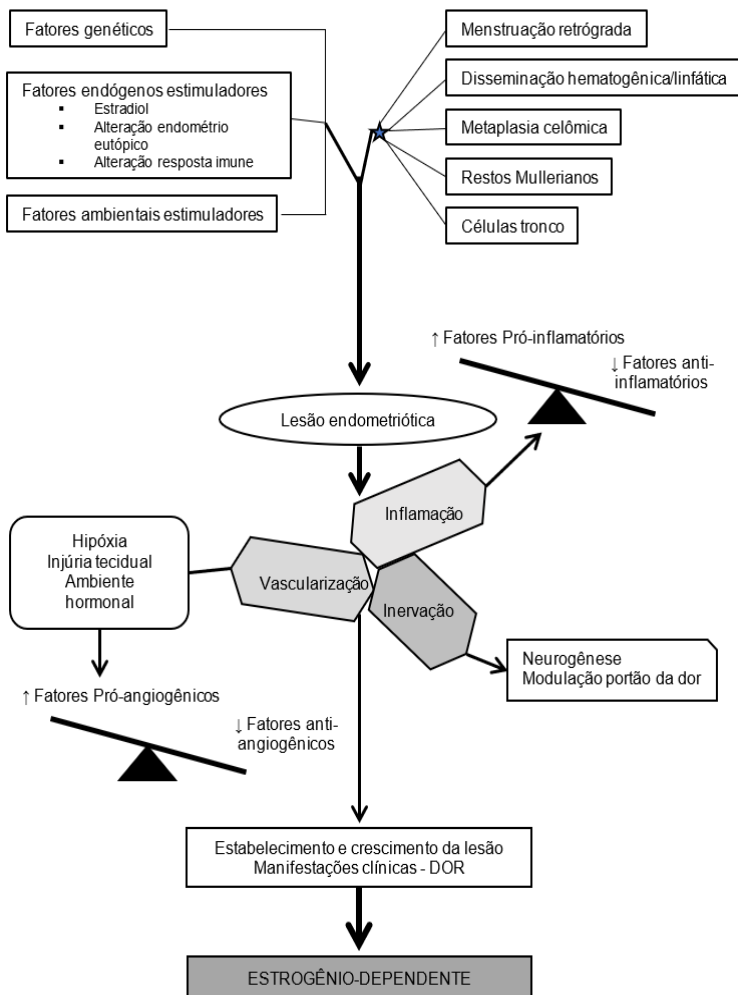 Fatores genéticos
Fatores endógenos estimuladores
▪ Estradiol
▪ Alteração endométrio
eutópico
▪ Alteração resposta imune
Fatores ambientais estimuladores
Menstruação retrógrada
Disseminação hematogênica/linfática
Metaplasia celômica
Restos Mullerianos
Células tronco
↑ Fatores Pró-inflamatórios
↓ Fatores anti-
inflamatórios
Lesão endometriótica
Inflamação
Vascularização
Inervação
Hipóxia
Injúria tecidual
Ambiente
hormonal
Neurogênese
Modulação portão da dor
↑ Fatores Pró-angiogênicos
↓ Fatores anti-
angiogênicos
Estabelecimento e crescimento da lesão
Manifestações clínicas - DOR
ESTROGÊNIO-DEPENDENTE